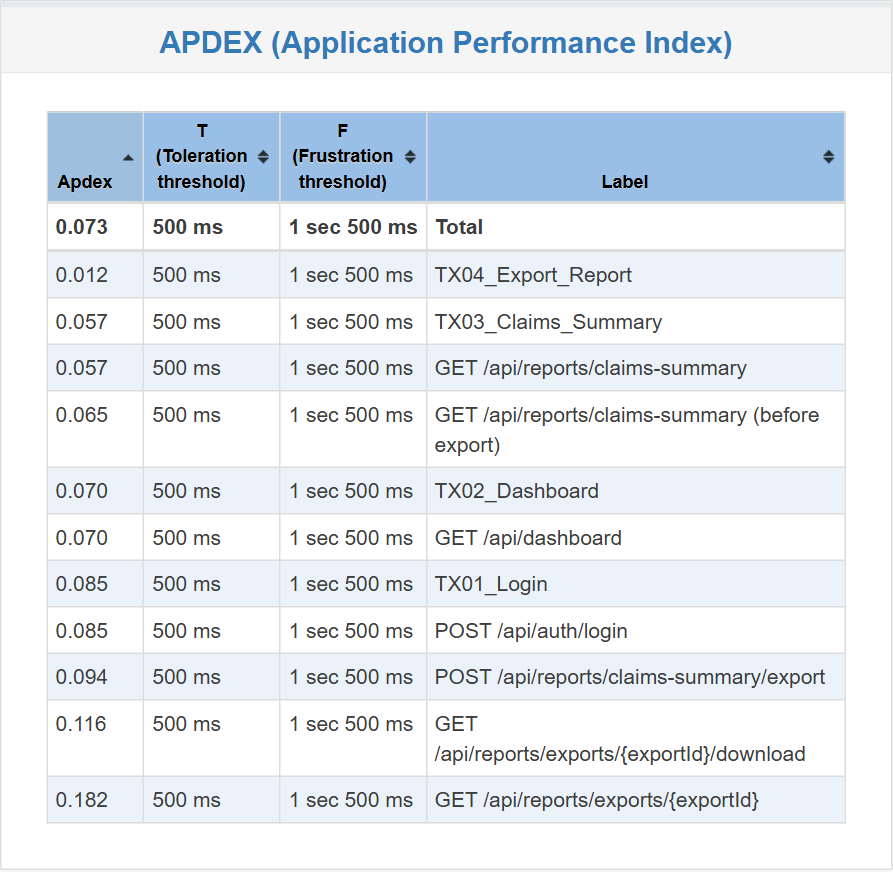 APDEX (Application Performance Index)
Apdex T (Toleration threshold) F (Frustration threshold) Label
0.073 500 ms 1 sec 500 ms Total
0.012 500 ms 1 sec 500 ms TX04_Export_Report
0.057 500 ms 1 sec 500 ms TX03_Claims_Summary
0.057 500 ms 1 sec 500 ms GET /api/reports/claims-summary
0.065 500 ms 1 sec 500 ms GET /api/reports/claims-summary (before
export)
0.070 500 ms 1 sec 500 ms TX02_Dashboard
0.070 500 ms 1 sec 500 ms GET /api/dashboard
0.085 500 ms 1 sec 500 ms TX01_Login
0.085 500 ms 1 sec 500 ms POST /api/auth/login
0.094 500 ms 1 sec 500 ms POST /api/reports/claims-summary/export
0.116 500 ms 1 sec 500 ms GET
/api/reports/exports/{exportId}/download
0.182 500 ms 1 sec 500 ms GET /api/reports/exports/{exportId}